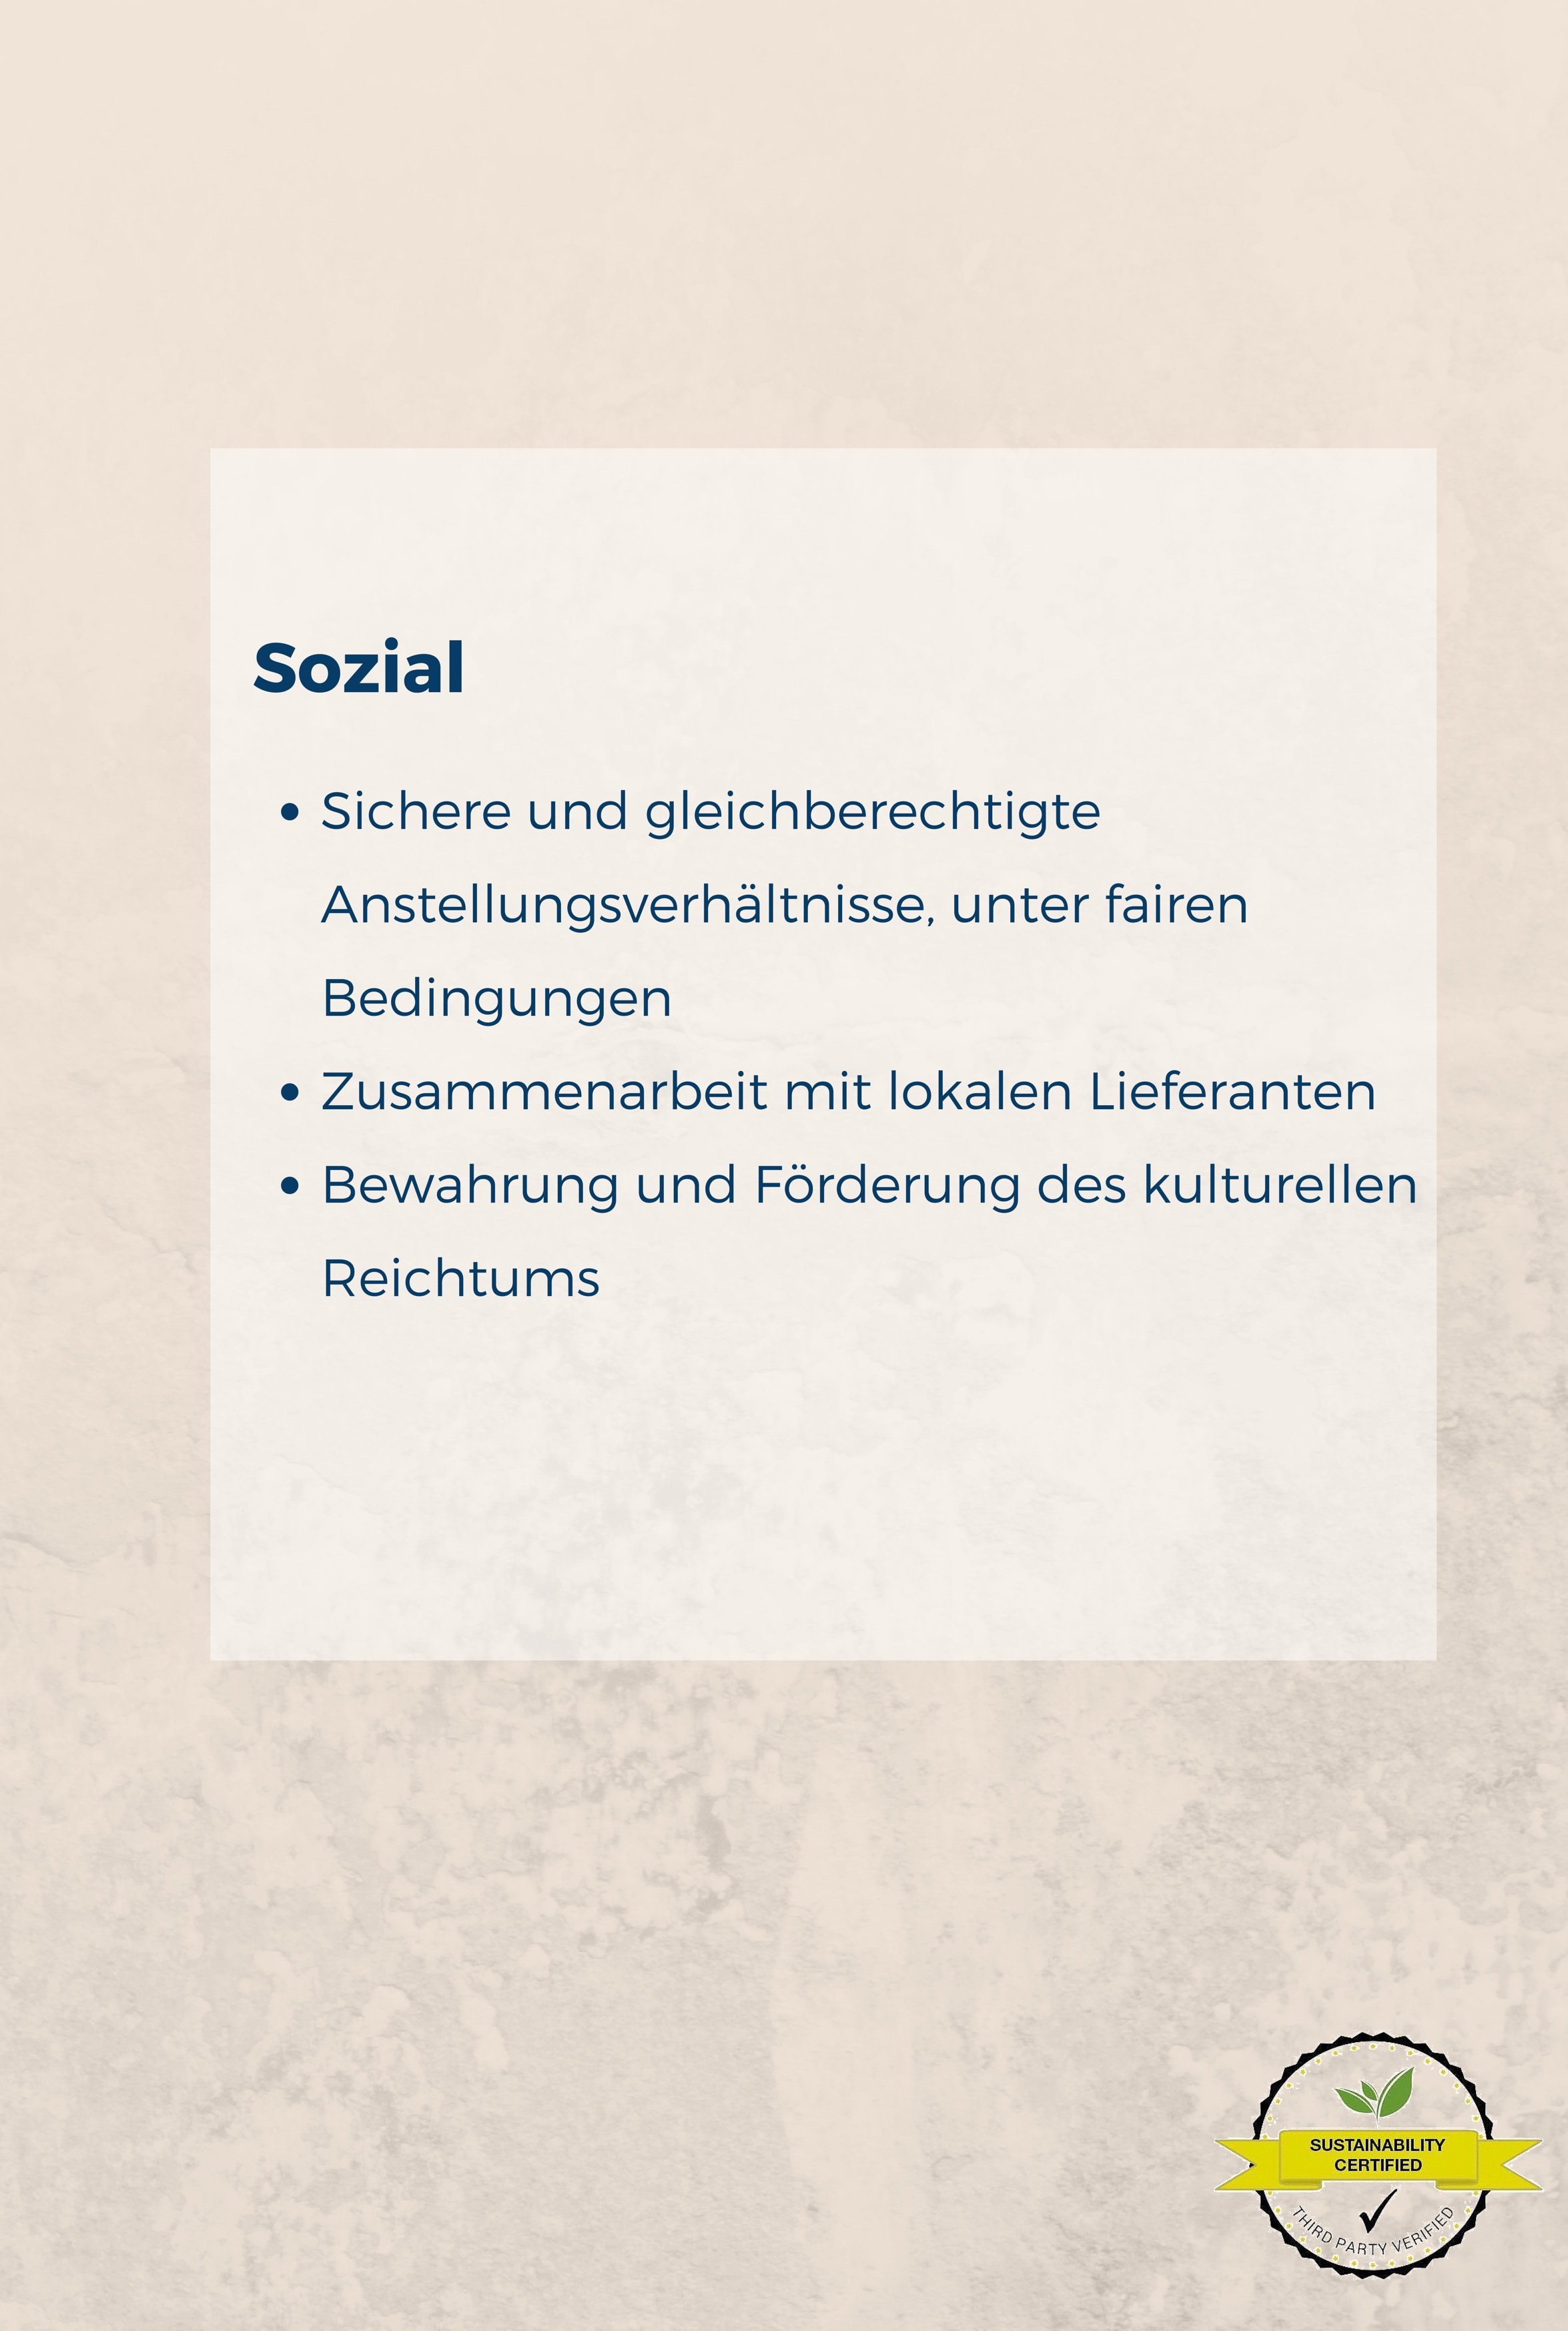 Sozial
• Sichere und gleichberechtigte
Anstellungsverhältnisse, unter fairen
Bedingungen
• Zusammenarbeit mit lokalen Lieferanten
• Bewahrung und Förderung des kulturellen
Reichtums
SUSTAINABILITY
CERTIFIED
THIRD PARTY VERIFIED